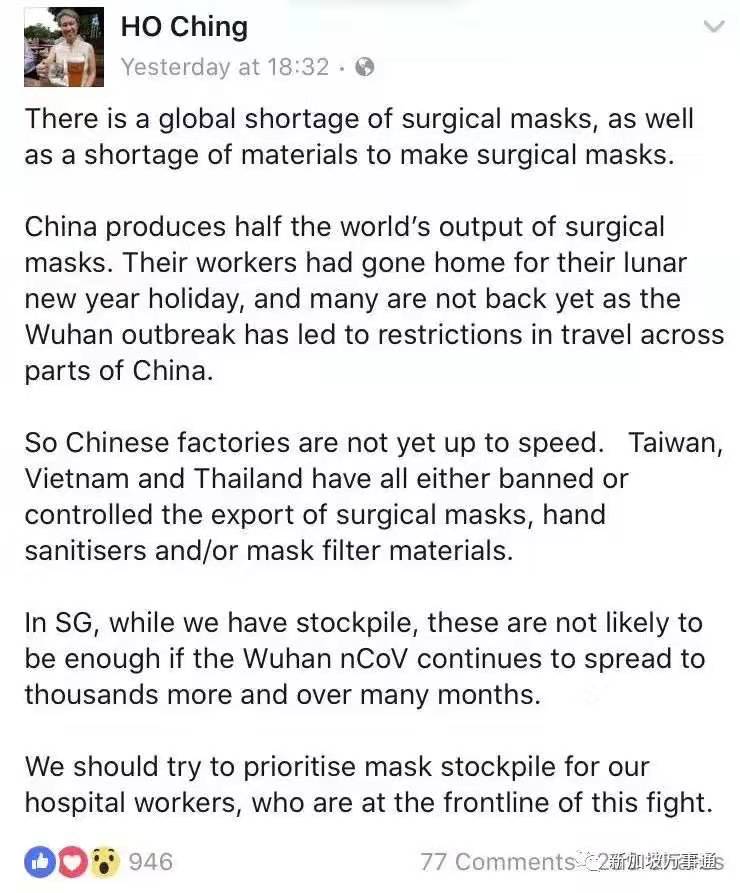 HO Ching
Yesterday at 18:32 ·
There is a global shortage of surgical masks, as well
as a shortage of materials to make surgical masks.
China produces half the world's output of surgical
masks. Their workers had gone home for their lunar
new year holiday, and many are not back yet as the
Wuhan outbreak has led to restrictions in travel across
parts of China.
So Chinese factories are not yet up to speed. Taiwan,
Vietnam and Thailand have all either banned or
controlled the export of surgical masks, hand
sanitisers and/or mask filter materials.
In SG, while we have stockpile, these are not likely to
be enough if the Wuhan nCoV continues to spread to
thousands more and over many months.
We should try to prioritise mask stockpile for our
hospital workers, who are at the frontline of this fight.
946
77 Comments
新加坡万事通